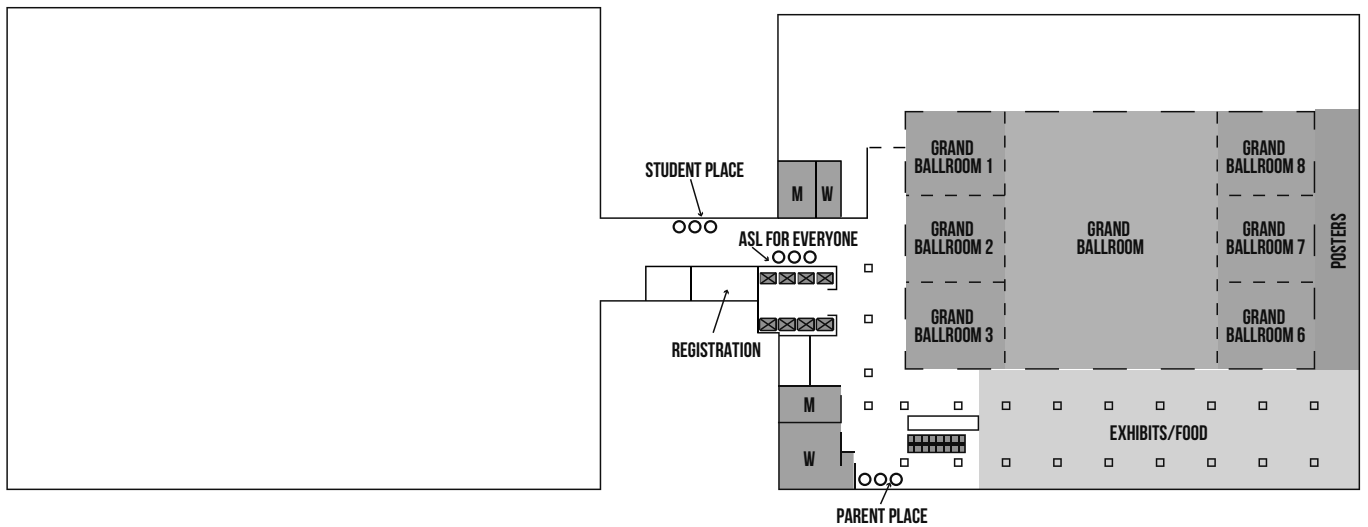 STUDENT PLACE
M
W
ASL FOR EVERYONE
REGISTRATION
M
W
PARENT PLACE
GRAND
BALLROOM 1
GRAND
BALLROOM 2
GRAND
BALLROOM 3
GRAND
BALLROOM
GRAND
BALLROOM 8
GRAND
BALLROOM 7
GRAND
BALLROOM 6
POSTERS
EXHIBITS/FOOD